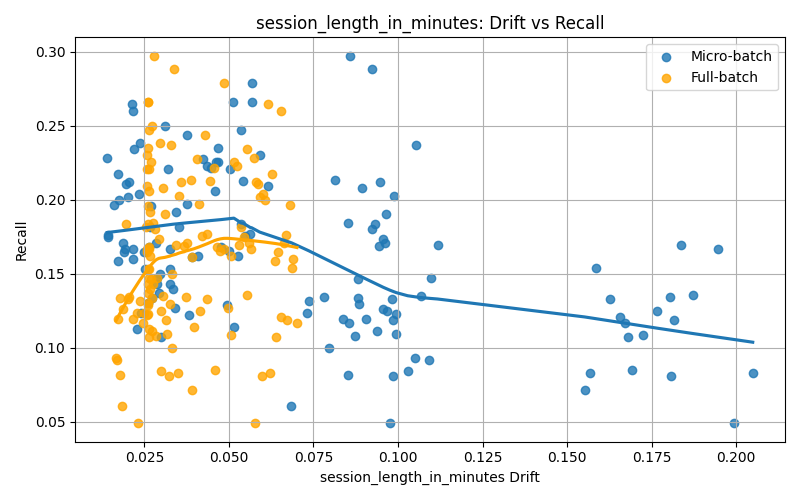 session_length_in_minutes: Drift vs Recall
Micro-batch
Full-batch
Recall
0.30
0.25
0.20
0.15
0.10
0.05
0.025
0.050
0.075
0.100
0.125
0.150
0.175
0.200
session_length_in_minutes Drift